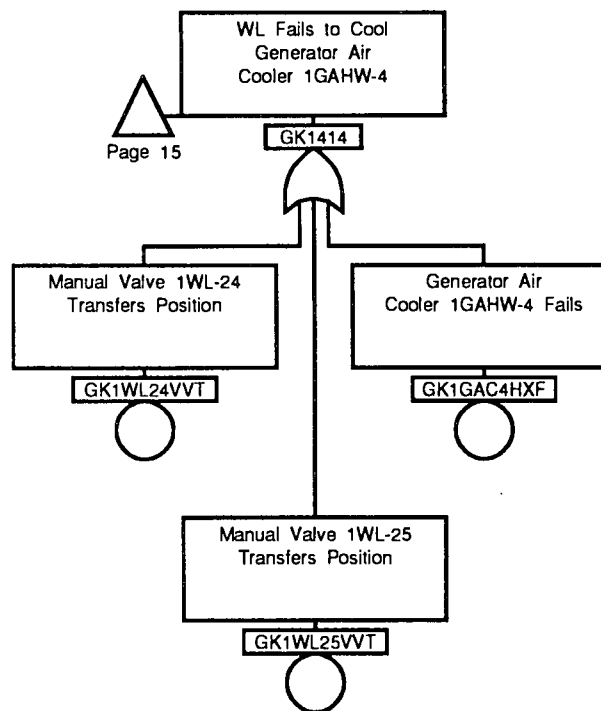 WL Fails to Cool
Generator Air
Cooler 1GAHW-4
Page 15
GK1414
Manual Valve 1WL-24
Transfers Position
GK1WL24VVT
Generator Air
Cooler 1GAHW-4 Fails
GK1GAC4HXF
Manual Valve 1WL-25
Transfers Position
GK1WL25VVT